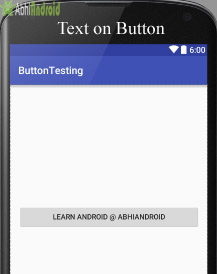 AbhiAndroid
Text on Button
6:00
ButtonTesting
LEARN ANDROID @ ABHIANDROID